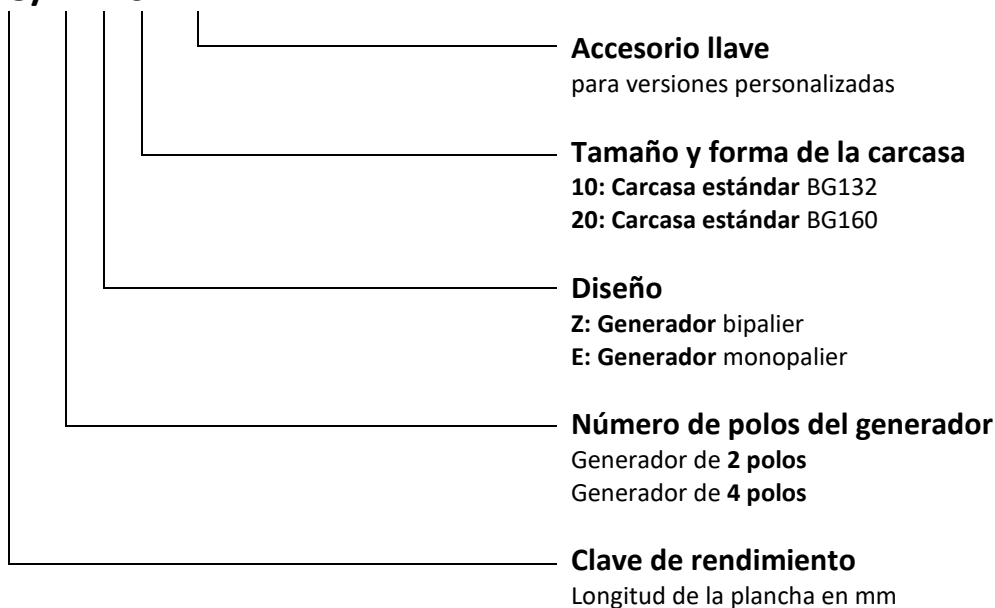 Accesorio llave
para versiones personalizadas
Tamaño y forma de la carcasa
10: Carcasa estándar BG132
20: Carcasa estándar BG160
Diseño
Z: Generador bipalier
E: Generador monopalier
Número de polos del generador
Generador de 2 polos
Generador de 4 polos
Clave de rendimiento
Longitud de la plancha en mm